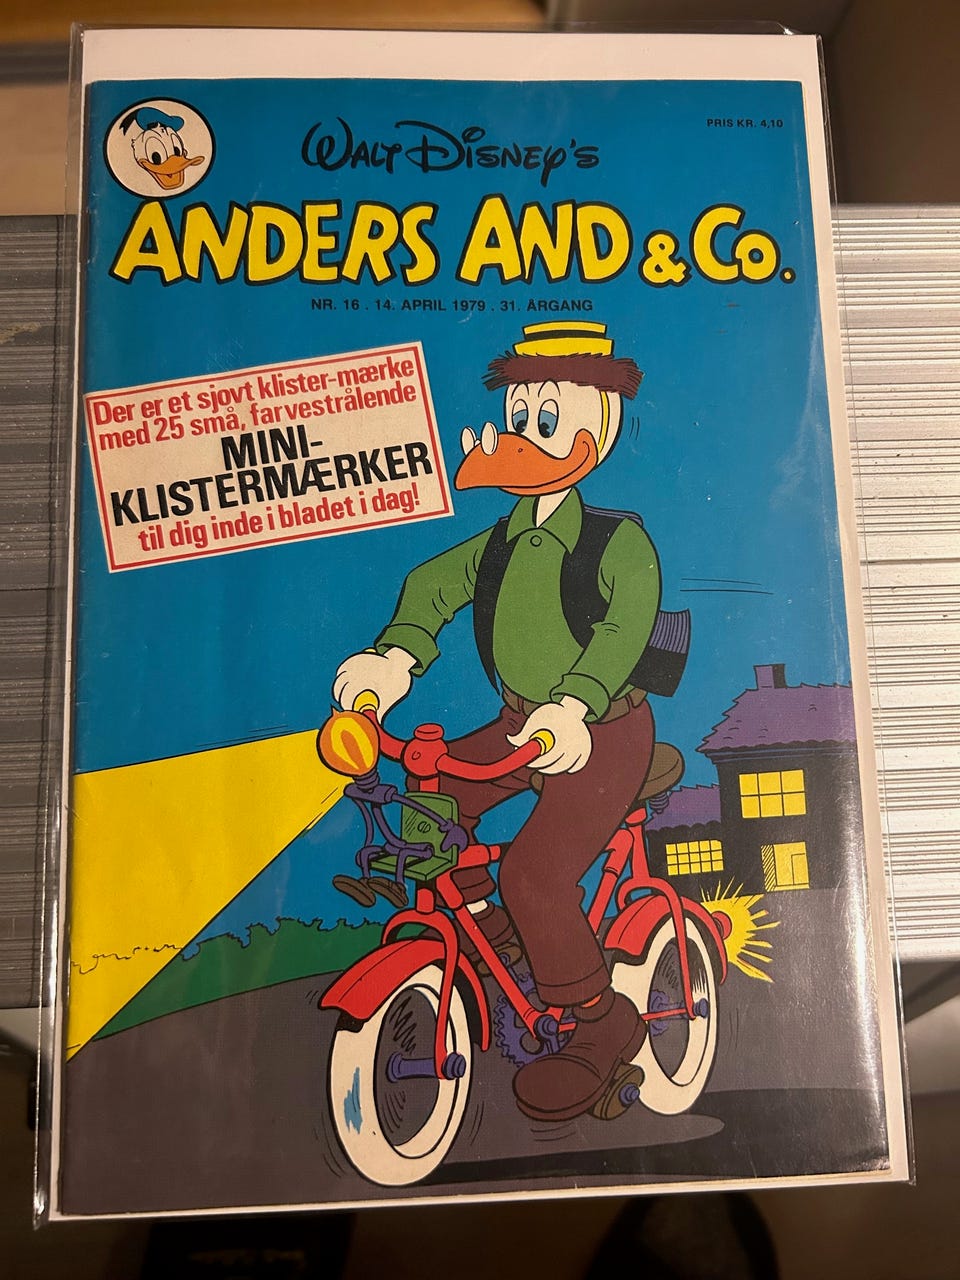 PRIS KR. 4,10
WALT DISNEY'S
ANDERS AND & CO.
NR. 16 . 14. APRIL 1979 . 31. ÅRGANG
Der er et sjovt klister-mærke
med 25 små, farvestrålende
MINI-
KLISTERMÆRKER
til dig inde i bladet i dag!